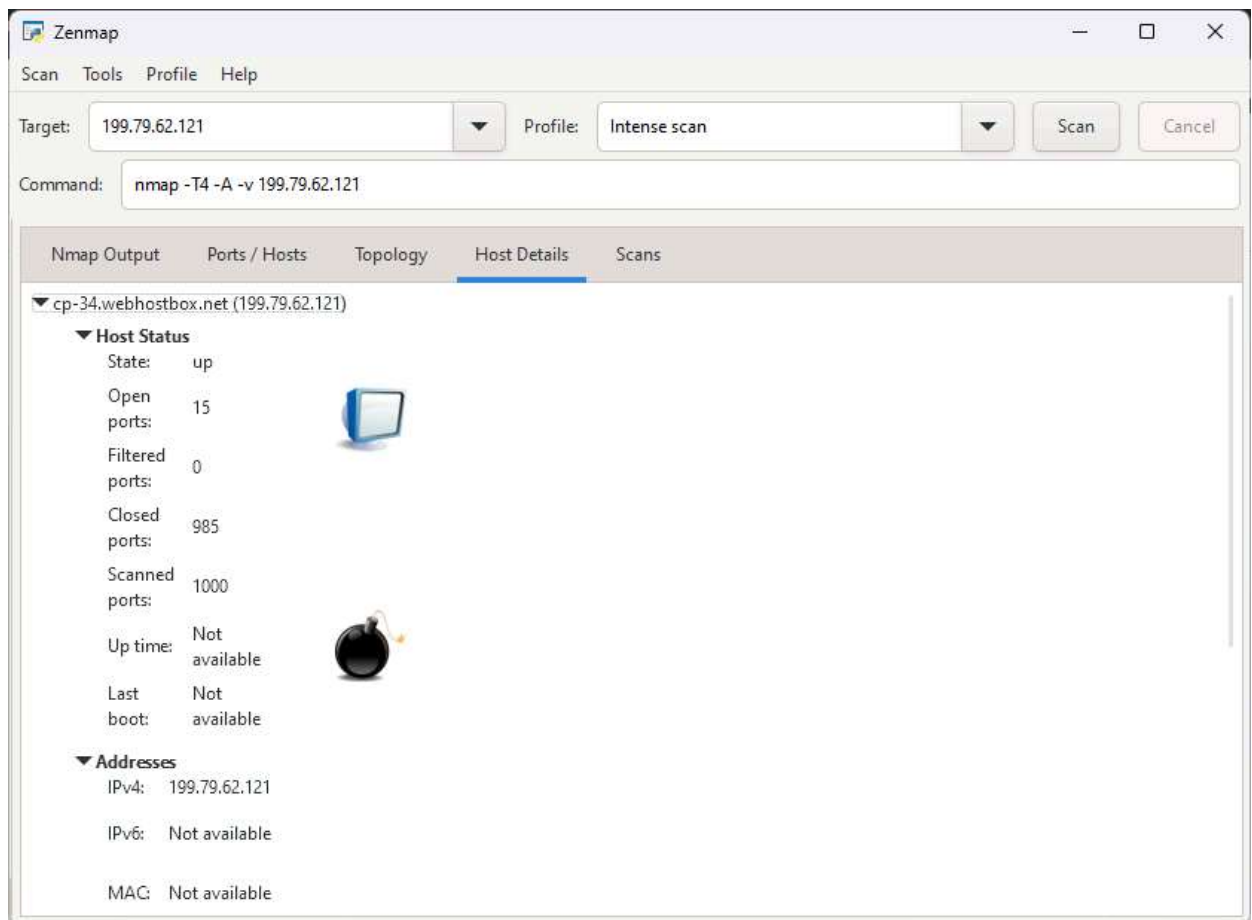 Zenmap
Scan Tools Profile Help
Target: 199.79.62.121 Profile: Intense scan Scan Cancel
Command: nmap -T4 -A -v 199.79.62.121
Nmap Output Ports / Hosts Topology Host Details Scans
cp-34.webhostbox.net (199.79.62.121)
Host Status
State: up
Open
ports: 15
Filtered
ports: 0
Closed
ports: 985
Scanned
ports: 1000
Up time: Not
available
Last Not
boot: available
Addresses
IPv4: 199.79.62.121
IPv6: Not available
MAC: Not available